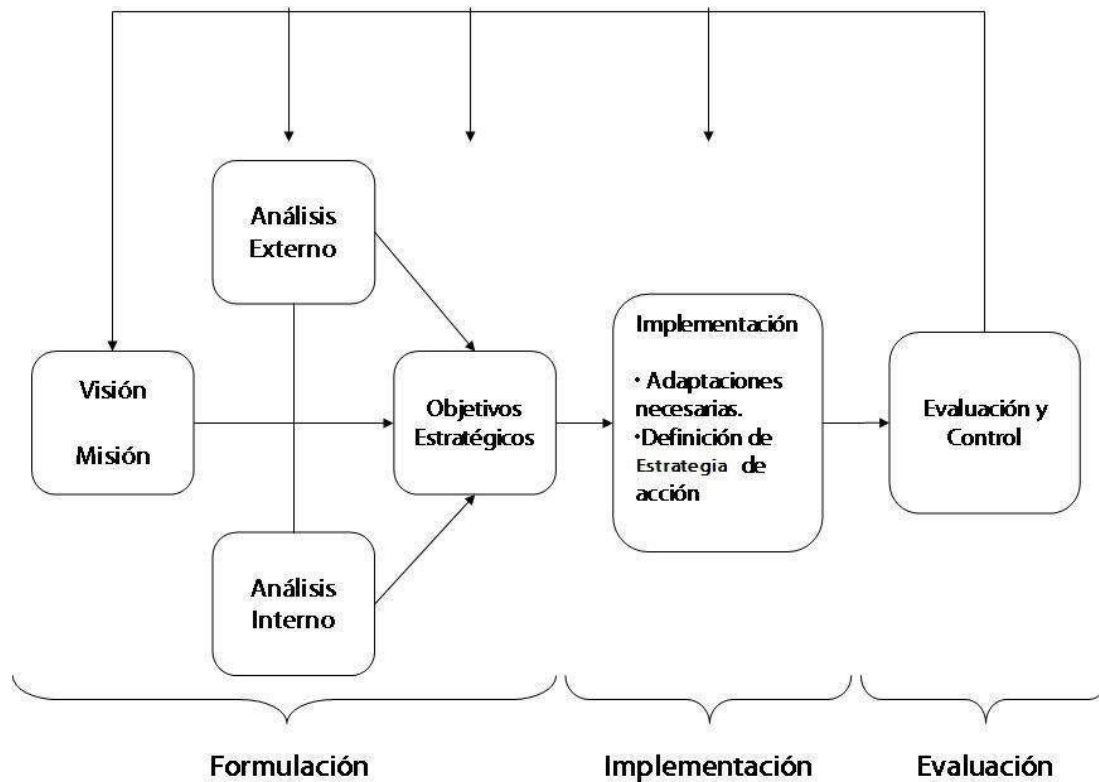 Análisis
Externo
Visión
Misión
Objetivos
Estratégicos
Análisis
Interno
Implementación
• Adaptaciones
necesarias.
•Definición de
Estrategia de
acción
Evaluación y
Control
Formulación
Implementación
Evaluación